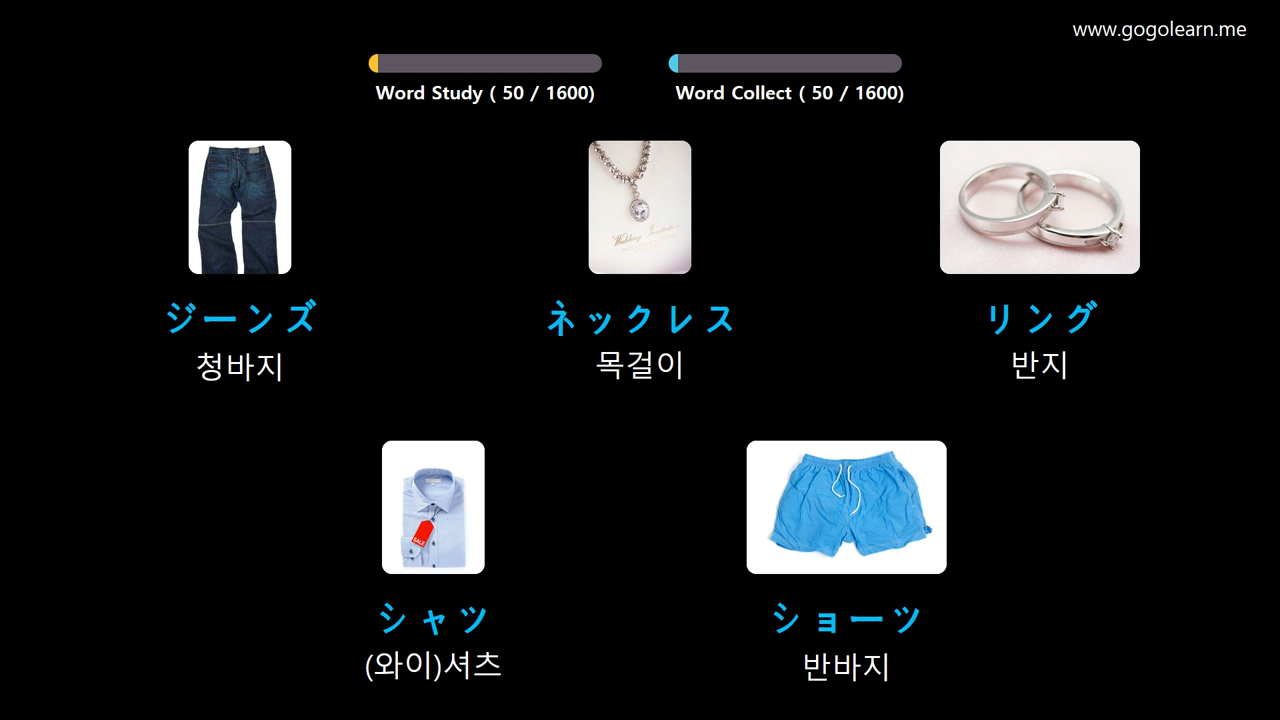 www.gogolearn.me
Word Study ( 50 / 1600)
Word Collect ( 50 / 1600)
ジーンズ
청바지
ネックレス
목걸이
リング
반지
SALE
シャツ
(와이)셔츠
ショーツ
반바지